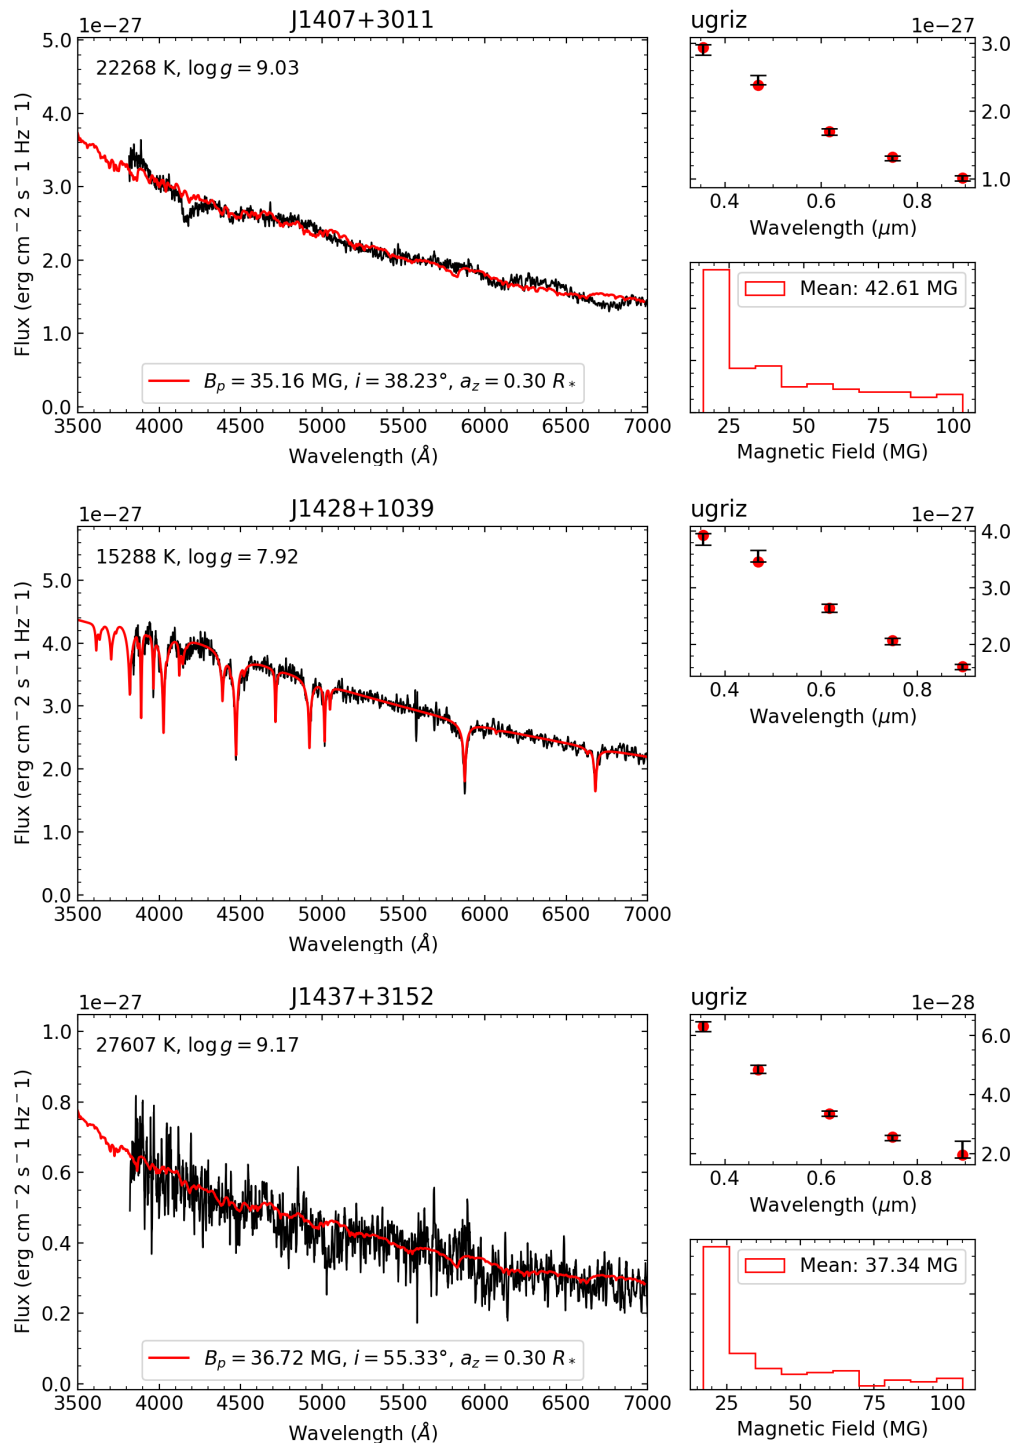 J1407+3011
1e−27
22268 K, log g = 9.03
Flux (erg cm−2 s−1 Hz−1)
5.0
4.0
3.0
2.0
1.0
0.0
B_p = 35.16 MG, i = 38.23°, a_z = 0.30 R_*
3500 4000 4500 5000 5500 6000 6500 7000
Wavelength (Å)
ugriz
1e−27
3.0
2.0
1.0
0.4 0.6 0.8
Wavelength (μm)
Mean: 42.61 MG
25 50 75 100
Magnetic Field (MG)
J1428+1039
1e−27
15288 K, log g = 7.92
Flux (erg cm−2 s−1 Hz−1)
5.0
4.0
3.0
2.0
1.0
0.0
3500 4000 4500 5000 5500 6000 6500 7000
Wavelength (Å)
ugriz
1e−27
4.0
3.0
2.0
0.4 0.6 0.8
Wavelength (μm)
J1437+3152
1e−27
27607 K, log g = 9.17
Flux (erg cm−2 s−1 Hz−1)
1.0
0.8
0.6
0.4
0.2
0.0
B_p = 36.72 MG, i = 55.33°, a_z = 0.30 R_*
3500 4000 4500 5000 5500 6000 6500 7000
Wavelength (Å)
ugriz
1e−28
6.0
4.0
2.0
0.4 0.6 0.8
Wavelength (μm)
Mean: 37.34 MG
25 50 75 100
Magnetic Field (MG)